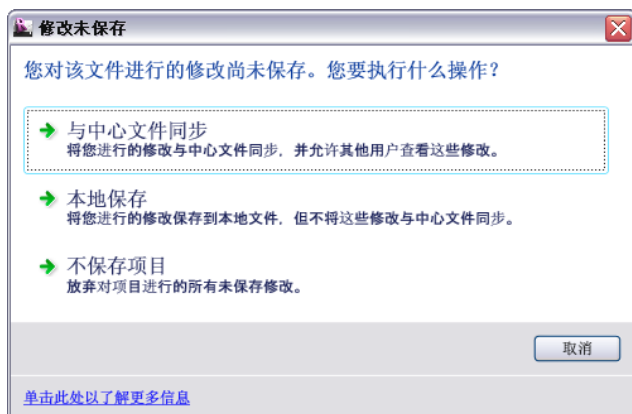 修改未保存
您对该文件进行的修改尚未保存。您要执行什么操作?
与中心文件同步
将您进行的修改与中心文件同步，并允许其他用户查看这些修改。
本地保存
将您进行的修改保存到本地文件，但不将这些修改与中心文件同步。
不保存项目
放弃对项目进行的所有未保存修改。
取消
单击此处以了解更多信息